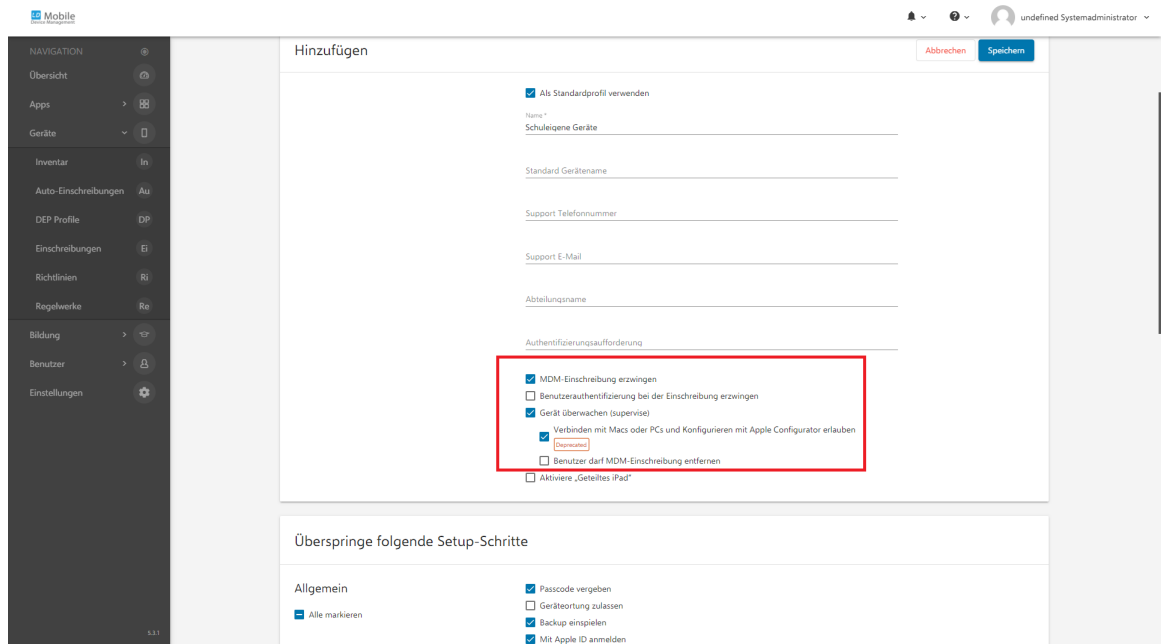 LD Mobile
Device Management
undefined Systemadministrator
NAVIGATION
Übersicht
Apps
Geräte
Inventar In
Auto-Einschreibungen Au
DEP Profile DP
Einschreibungen Ei
Richtlinien Ri
Regelwerke Re
Bildung
Benutzer
Einstellungen
5.3.1
Hinzufügen
Abbrechen Speichern
Als Standardprofil verwenden
Name *
Schuleigene Geräte
Standard Gerätename
Support Telefonnummer
Support E-Mail
Abteilungsname
Authentifizierungsaufforderung
MDM-Einschreibung erzwingen
Benutzerauthentifizierung bei der Einschreibung erzwingen
Gerät überwachen (supervise)
Verbinden mit Macs oder PCs und Konfigurieren mit Apple Configurator erlauben
Deprecated
Benutzer darf MDM-Einschreibung entfernen
Aktiviere „Geteiltes iPad"
Überspringe folgende Setup-Schritte
Allgemein
Alle markieren
Passcode vergeben
Geräteortung zulassen
Backup einspielen
Mit Apple ID anmelden